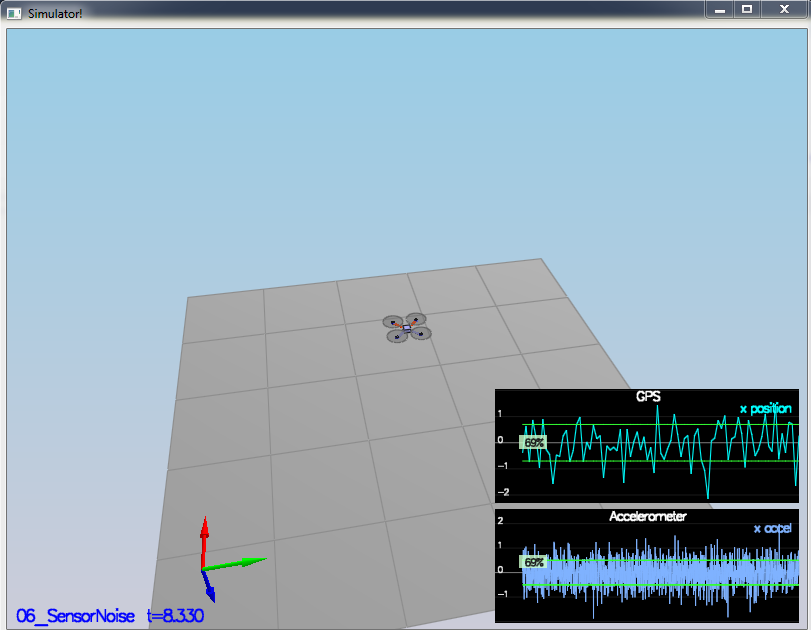 Simulator!
GPS
x position
1
0
69%
-1
-2
Accelerometer
2
x accel
1
69%
0
-1
06_SensorNoise t=8.330